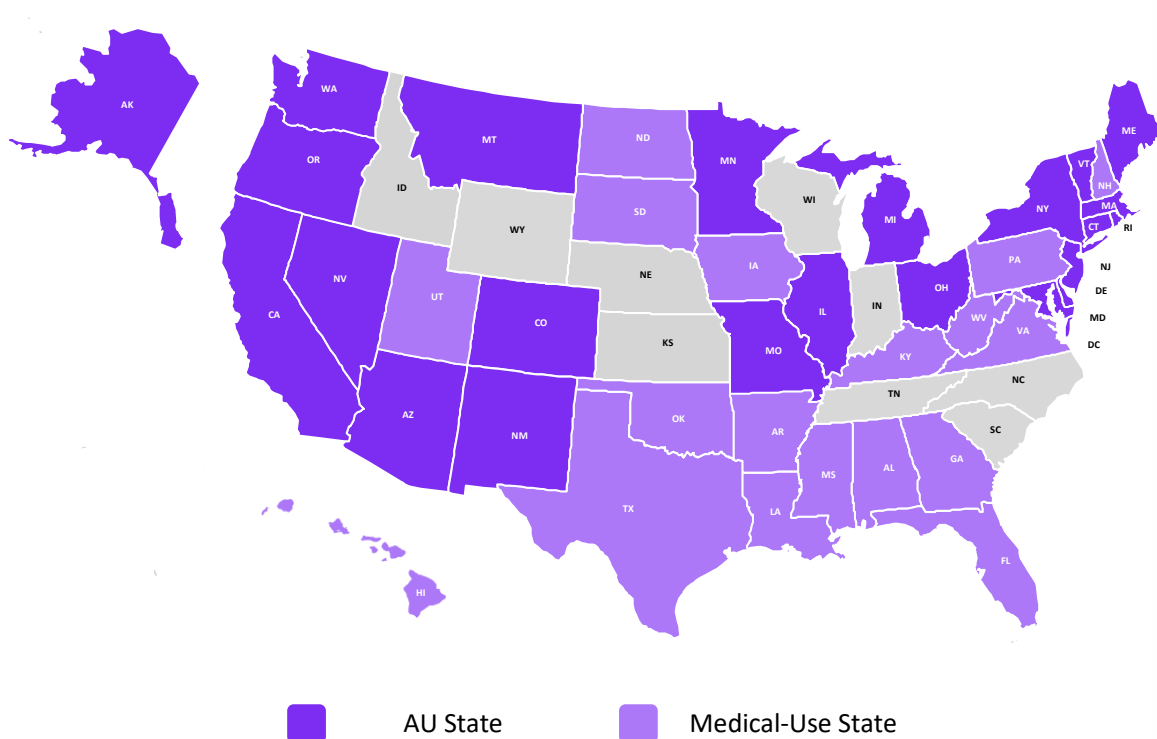 AK
WA
ME
MT
ND
MN
OR
VT
NH
ID
WI
MA
SD
NY
MI
CT
RI
WY
PA
IA
NJ
NE
NV
OH
DE
UT
IN
IL
CA
WV
MD
CO
VA
DC
KS
MO
KY
NC
TN
AZ
OK
NM
AR
SC
GA
AL
MS
TX
LA
FL
HI
AU State
Medical-Use State